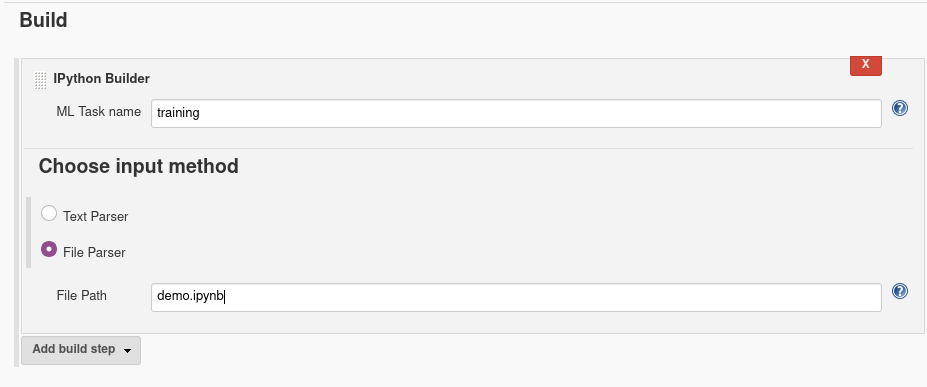 Build
X
IPython Builder
ML Task name training ?
Choose input method
Text Parser
File Parser
File Path demo.ipynb ?
Add build step